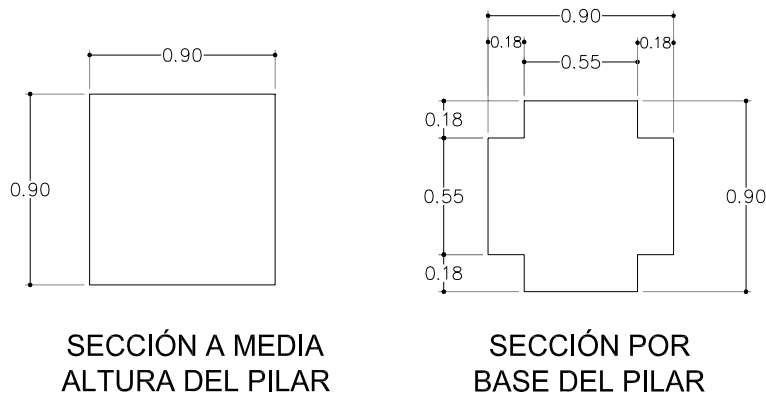 0.90
0.90
SECCIÓN A MEDIA
ALTURA DEL PILAR
0.90
0.18
0.18
0.55
0.18
0.55
0.90
0.18
SECCIÓN POR
BASE DEL PILAR